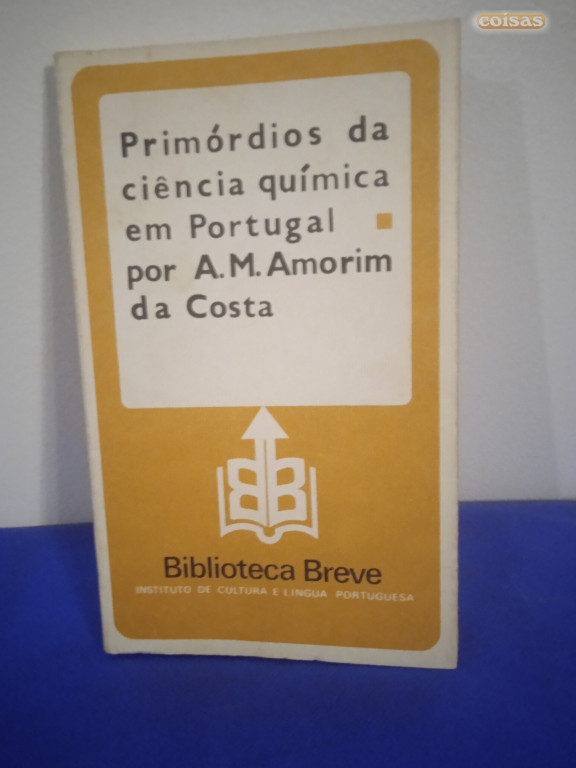 coisas
Primórdios da
ciência química
em Portugal
por A.M. Amorim
da Costa
BB
Biblioteca Breve
INSTITUTO DE CULTURA E LÍNGUA PORTUGUESA